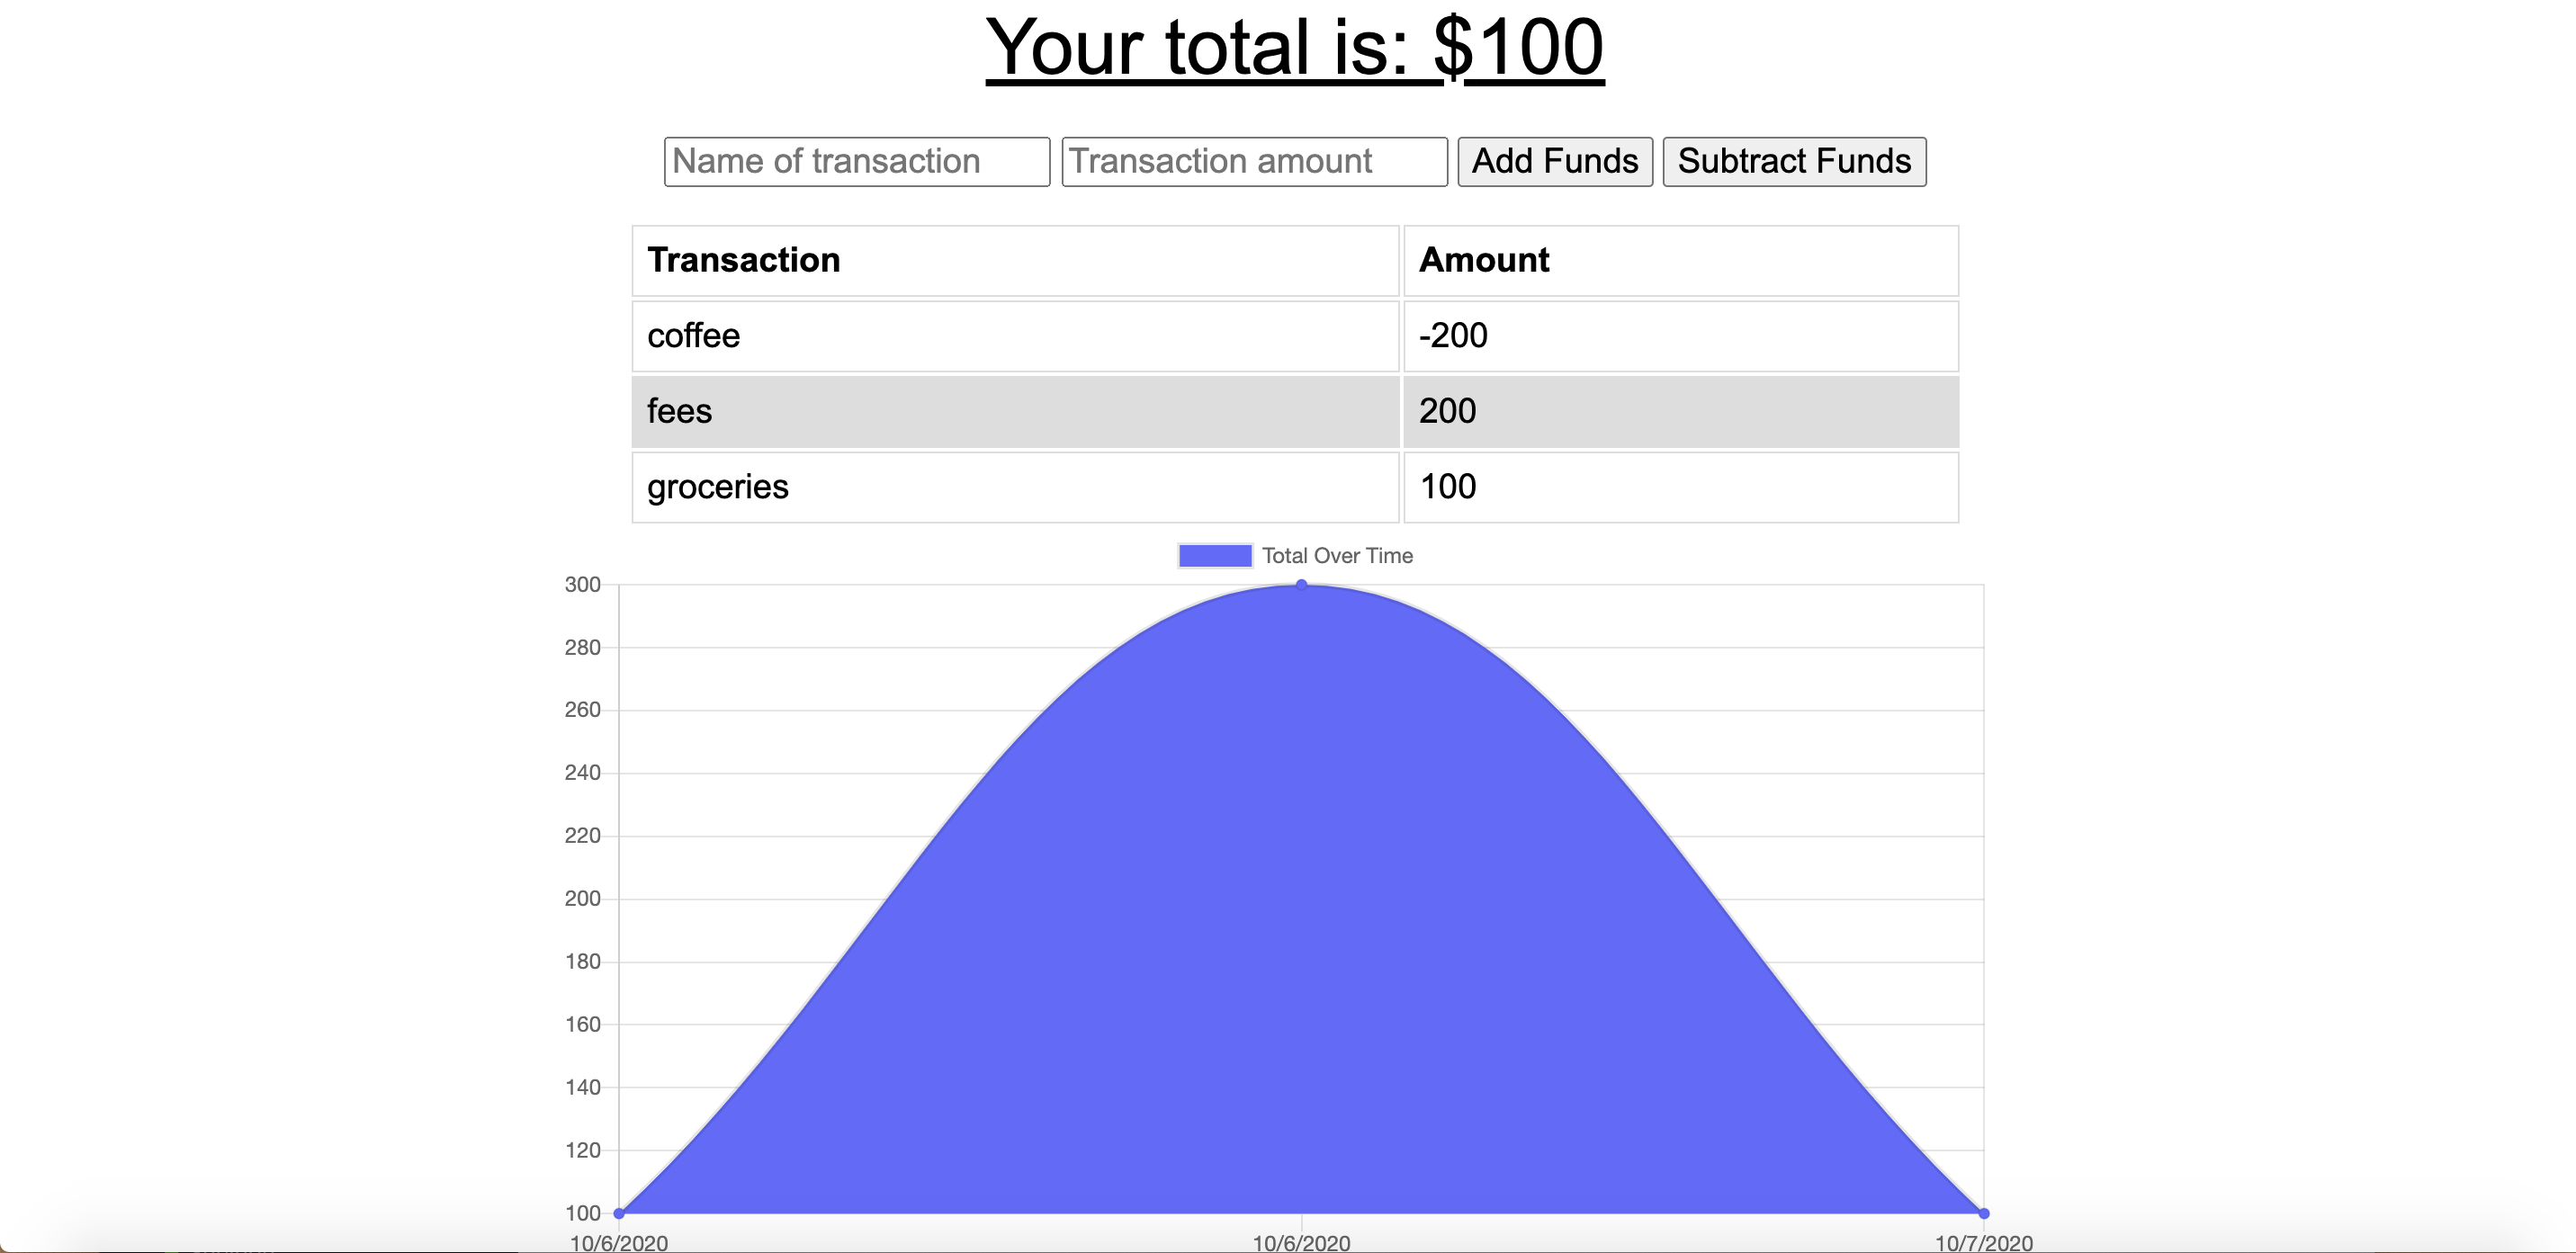 Your total is: $100
Name of transaction Transaction amount Add Funds Subtract Funds
Transaction Amount
coffee -200
fees 200
groceries 100
Total Over Time
300
280
260
240
220
200
180
160
140
120
100
10/6/2020 10/6/2020 10/7/2020